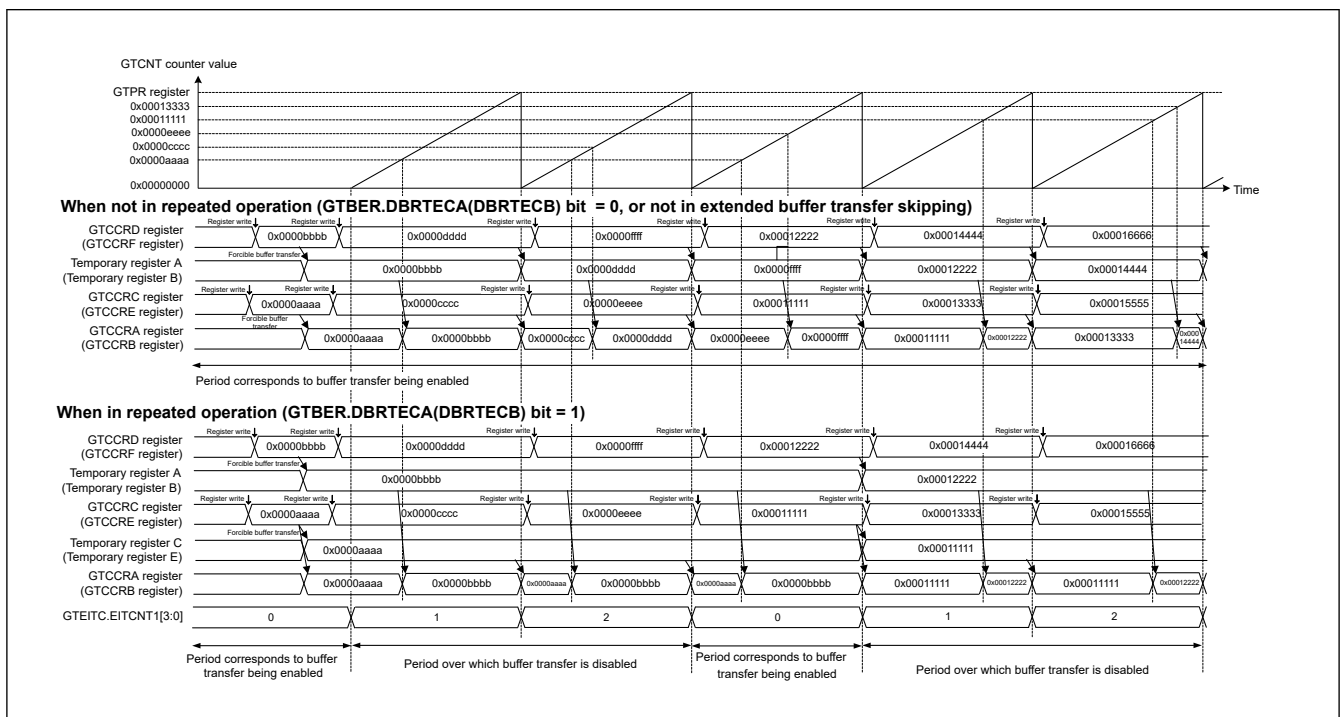 GTCNT counter value
GTPR register
0x00013333
0x00011111
0x0000eeee
0x0000cccc
0x0000aaaa
0x00000000
Time
When not in repeated operation (GTBER.DBRTECA(DBRTECB) bit = 0, or not in extended buffer transfer skipping)
Register write Register write Register write Register write Register write Register write
GTCCRD register
(GTCCRF register)
0x0000bbbb 0x0000dddd 0x0000ffff 0x00012222 0x00014444 0x00016666
Forcible buffer transfer
Temporary register A
(Temporary register B)
0x0000bbbb 0x0000dddd 0x0000ffff 0x00012222 0x00014444
Register write Register write Register write Register write Register write Register write
GTCCRC register
(GTCCRE register)
0x0000aaaa 0x0000cccc 0x0000eeee 0x00011111 0x00013333 0x00015555
Forcible buffer
transfer
GTCCRA register
(GTCCRB register)
0x0000aaaa 0x0000bbbb 0x0000cccc 0x0000dddd 0x0000eeee 0x0000ffff 0x00011111 0x00012222 0x00013333 0x000
14444
Period corresponds to buffer transfer being enabled
When in repeated operation (GTBER.DBRTECA(DBRTECB) bit = 1)
Register write Register write Register write Register write Register write Register write
GTCCRD register
(GTCCRF register)
0x0000bbbb 0x0000dddd 0x0000ffff 0x00012222 0x00014444 0x00016666
Forcible buffer transfer
Temporary register A
(Temporary register B)
0x0000bbbb 0x00012222
Register write Register write Register write Register write Register write Register write
GTCCRC register
(GTCCRE register)
0x0000aaaa 0x0000cccc 0x0000eeee 0x00011111 0x00013333 0x00015555
Forcible buffer transfer
Temporary register C
(Temporary register E)
0x0000aaaa 0x00011111
GTCCRA register
(GTCCRB register)
0x0000aaaa 0x0000bbbb 0x0000aaaa 0x0000bbbb 0x0000aaaa 0x0000bbbb 0x00011111 0x00012222 0x00011111 0x00012222
GTEITC.EITCNT1[3:0] 0 1 2 0 1 2
Period corresponds to buffer
transfer being enabled
Period over which buffer transfer is disabled
Period corresponds to buffer
transfer being enabled
Period over which buffer transfer is disabled